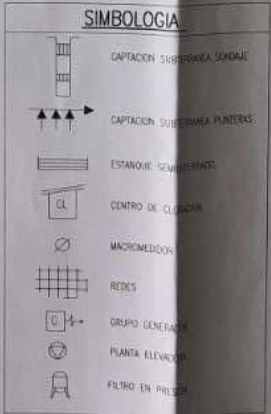 SIMBOLOGIA
CAPTACION SUBTERRANEA SONDAJE
CAPTACION SUBTERRANEA PUNTERAS
ESTANQUE SEMIENTERRADO
CL
CENTRO DE CLORACION
MACROMEDIDOR
REDES
G
GRUPO GENERADOR
PLANTA ELEVADORA
FILTRO EN PRESION